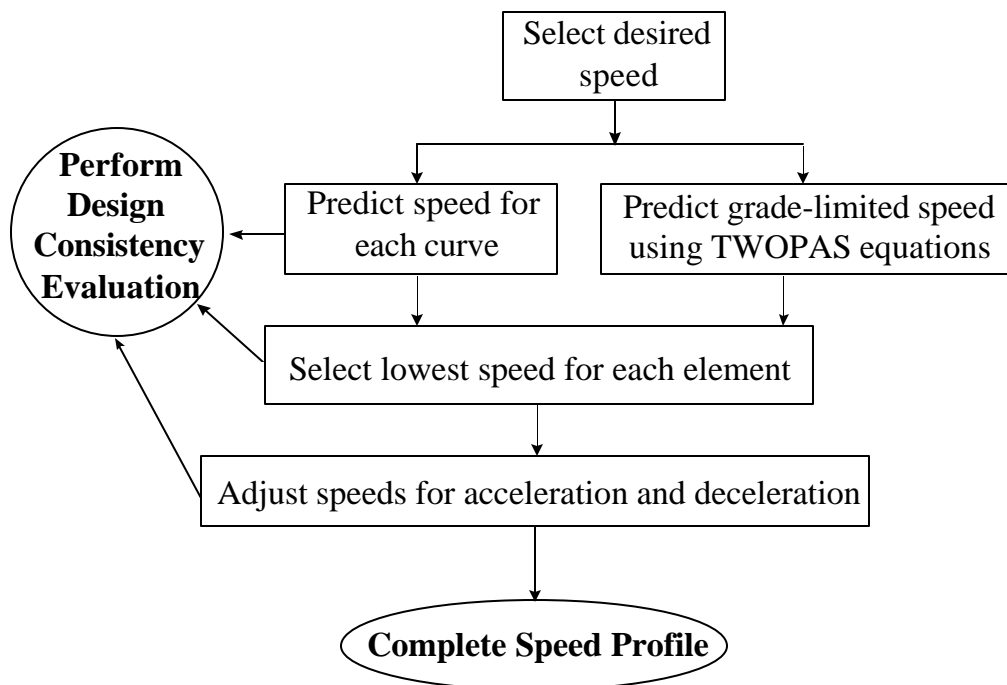 Select desired
speed
Perform
Design
Consistency
Evaluation
Predict speed for
each curve
Predict grade-limited speed
using TWOPAS equations
Select lowest speed for each element
Adjust speeds for acceleration and deceleration
Complete Speed Profile